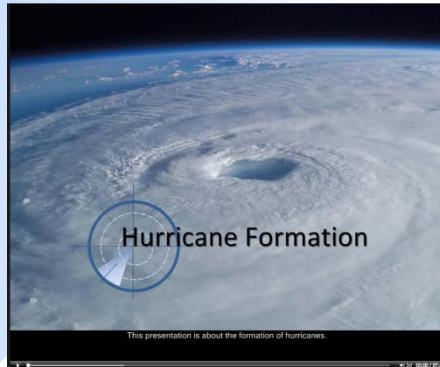 Hurricane Formation
This presentation is about the formation of hurricanes.